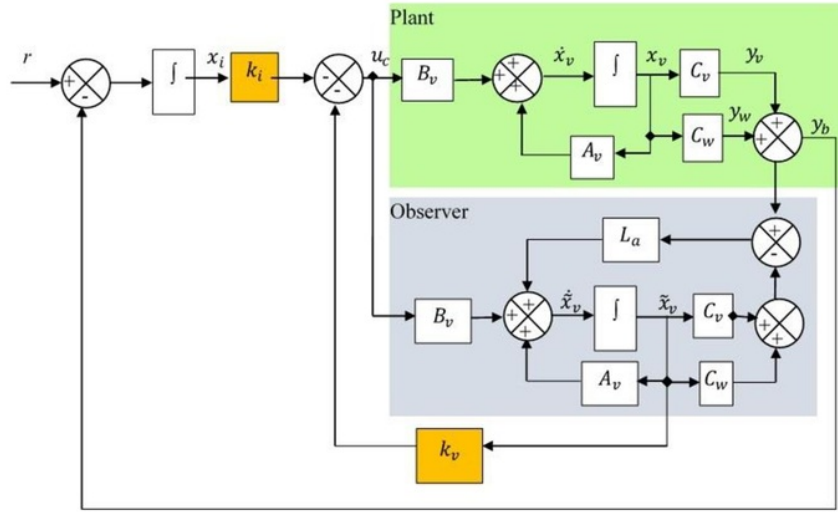 Plant
r
+
-
∫
x_i
k_i
-
u_c
B_v
+
+
ẋ_v
∫
x_v
C_v
y_v
A_v
C_w
y_w
+
+
y_b
Observer
L_a
+
-
B_v
+
+
+
x̃̇_v
∫
x̃_v
C_v
+
+
A_v
C_w
k_v